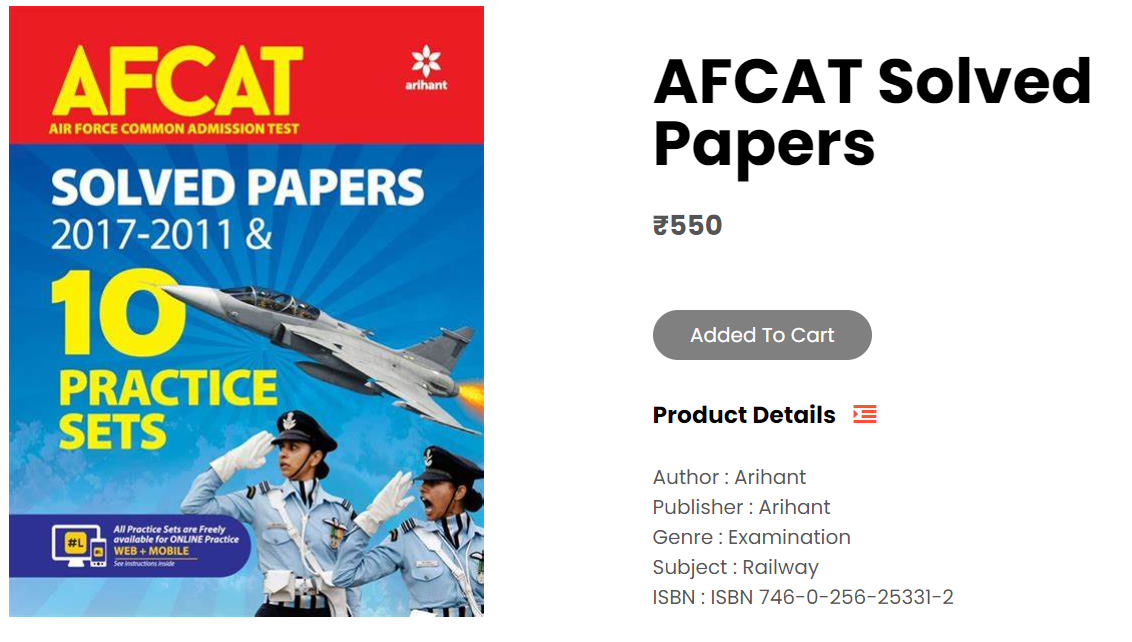 AFCAT
arihant
AIR FORCE COMMON ADMISSION TEST
SOLVED PAPERS
2017-2011 &
10
PRACTICE
SETS
#L
#L
All Practice Sets are Freely
available for ONLINE Practice
WEB + MOBILE
See instructions inside
AFCAT Solved
Papers
₹550
Added To Cart
Product Details
Author : Arihant
Publisher : Arihant
Genre : Examination
Subject : Railway
ISBN : ISBN 746-0-256-25331-2